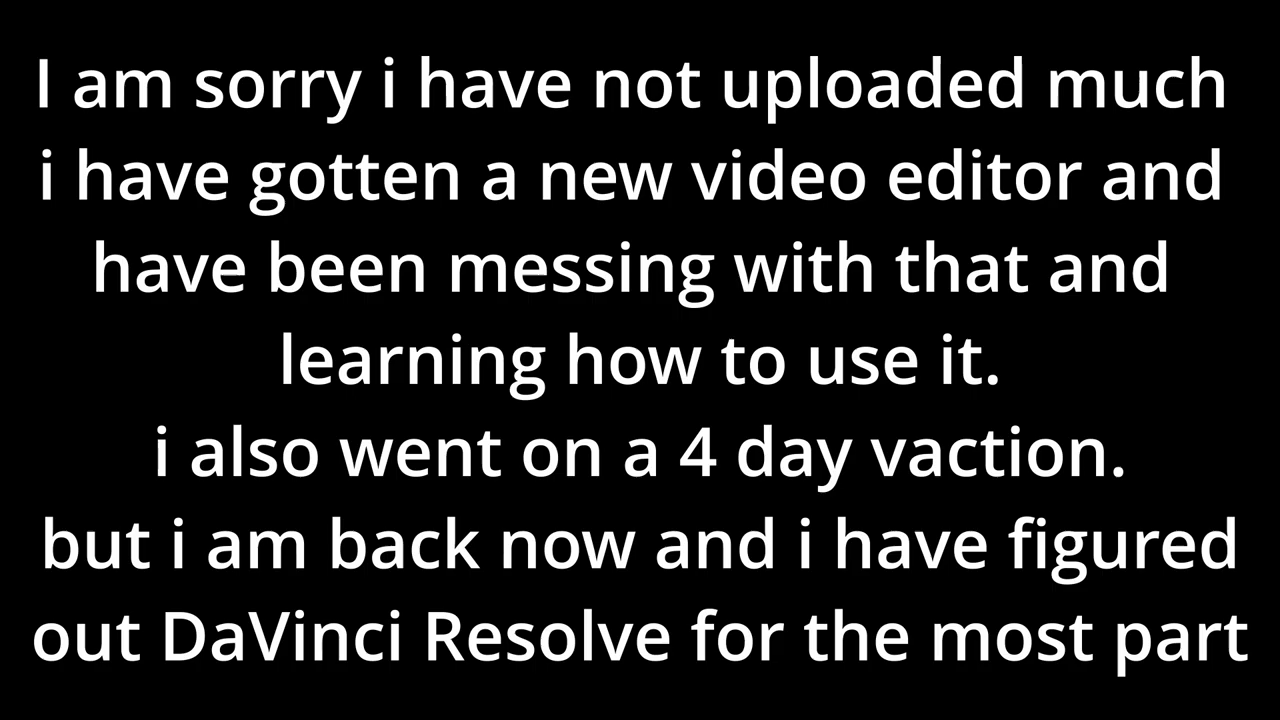 I am sorry i have not uploaded much
i have gotten a new video editor and
have been messing with that and
learning how to use it.
i also went on a 4 day vaction.
but i am back now and i have figured
out DaVinci Resolve for the most part